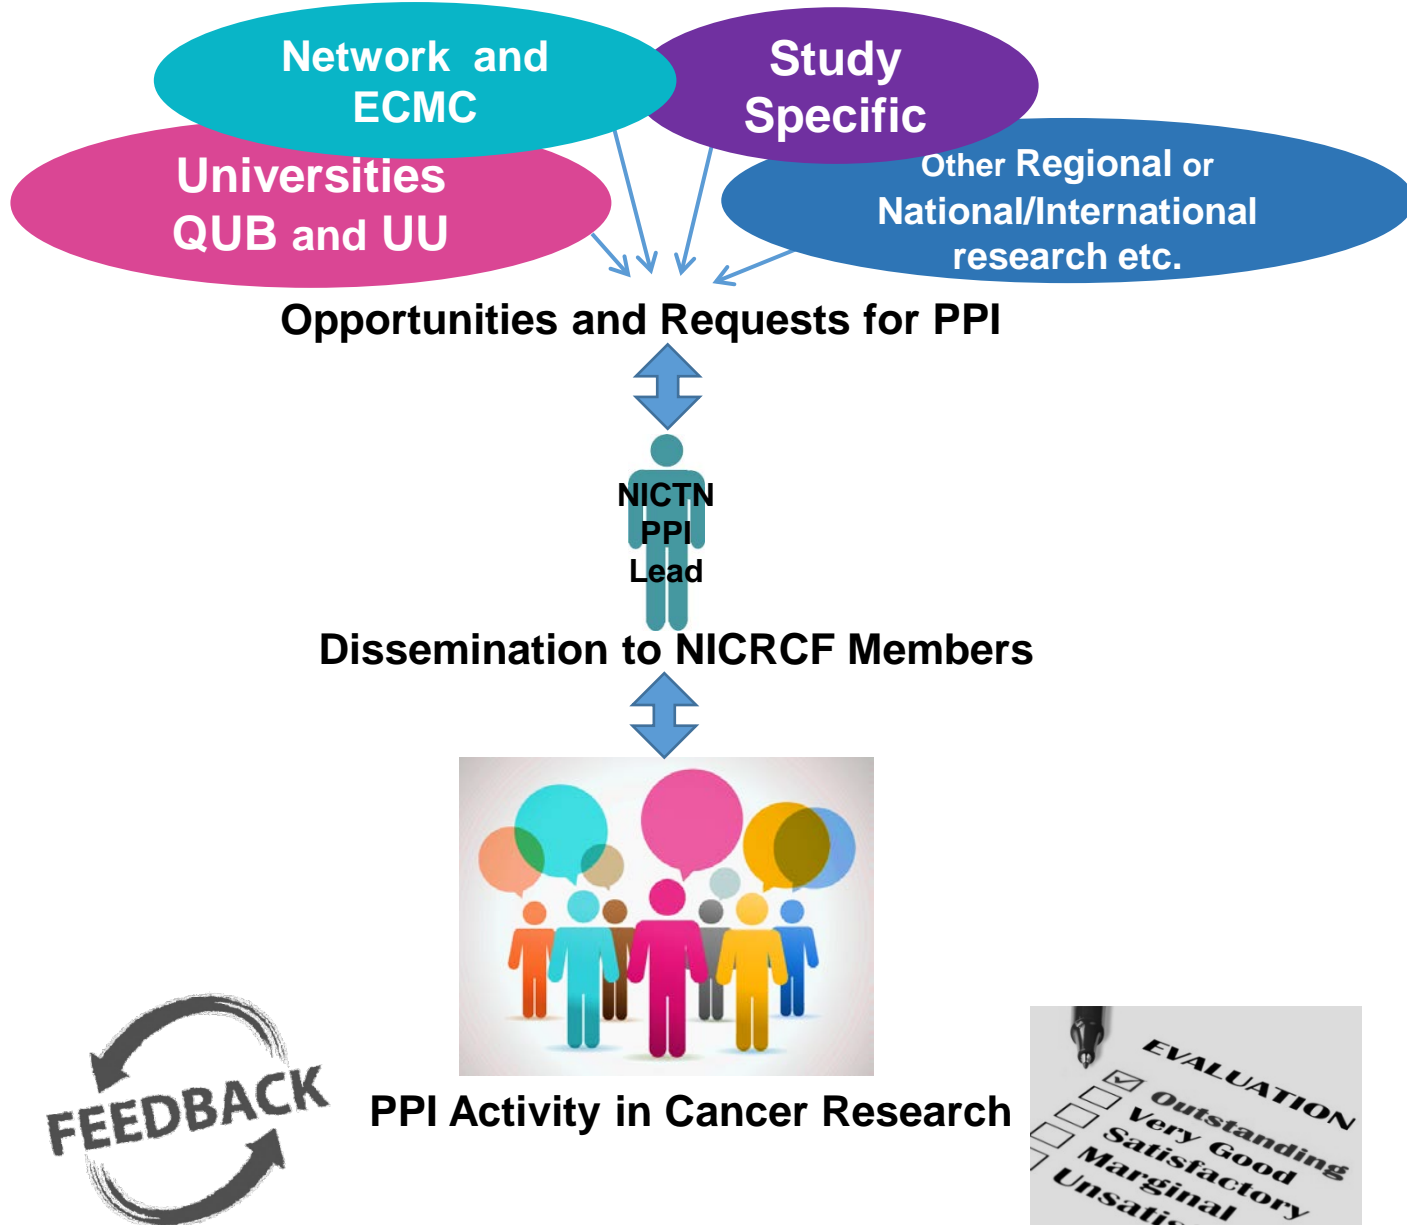 Network and
ECMC
Study
Specific
Universities
QUB and UU
Other Regional or
National/International
research etc.
Opportunities and Requests for PPI
NICTN
PPI
Lead
Dissemination to NICRCF Members
FEEDBACK
PPI Activity in Cancer Research
EVALUATION
Outstanding
Very Good
Satisfactory
Marginal